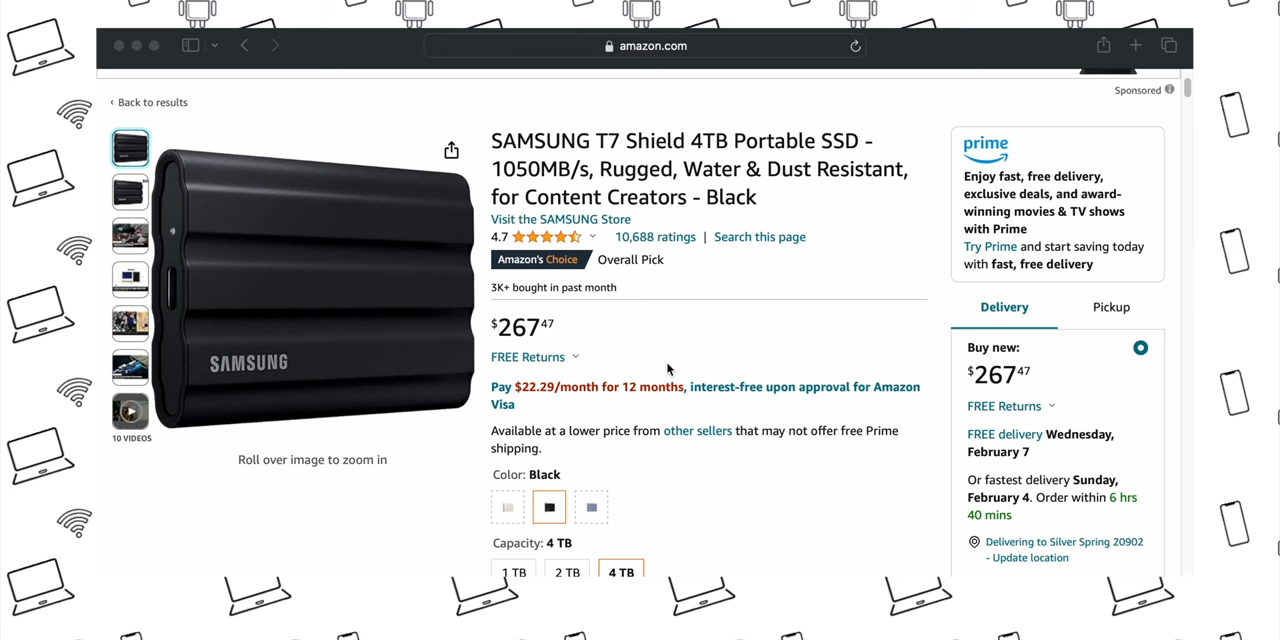 amazon.com
Sponsored
‹ Back to results
SAMSUNG
10 VIDEOS
Roll over image to zoom in
SAMSUNG T7 Shield 4TB Portable SSD -
1050MB/s, Rugged, Water & Dust Resistant,
for Content Creators - Black
Visit the SAMSUNG Store
4.7 10,688 ratings | Search this page
Amazon's Choice Overall Pick
3K+ bought in past month
$267 47
FREE Returns
Pay $22.29/month for 12 months, interest-free upon approval for Amazon
Visa
Available at a lower price from other sellers that may not offer free Prime
shipping.
Color: Black
Capacity: 4 TB
1 TB 2 TB 4 TB
prime
Enjoy fast, free delivery,
exclusive deals, and award-
winning movies & TV shows
with Prime
Try Prime and start saving today
with fast, free delivery
Delivery Pickup
Buy new:
$267 47
FREE Returns
FREE delivery Wednesday,
February 7
Or fastest delivery Sunday,
February 4. Order within 6 hrs
40 mins
Delivering to Silver Spring 20902
- Update location